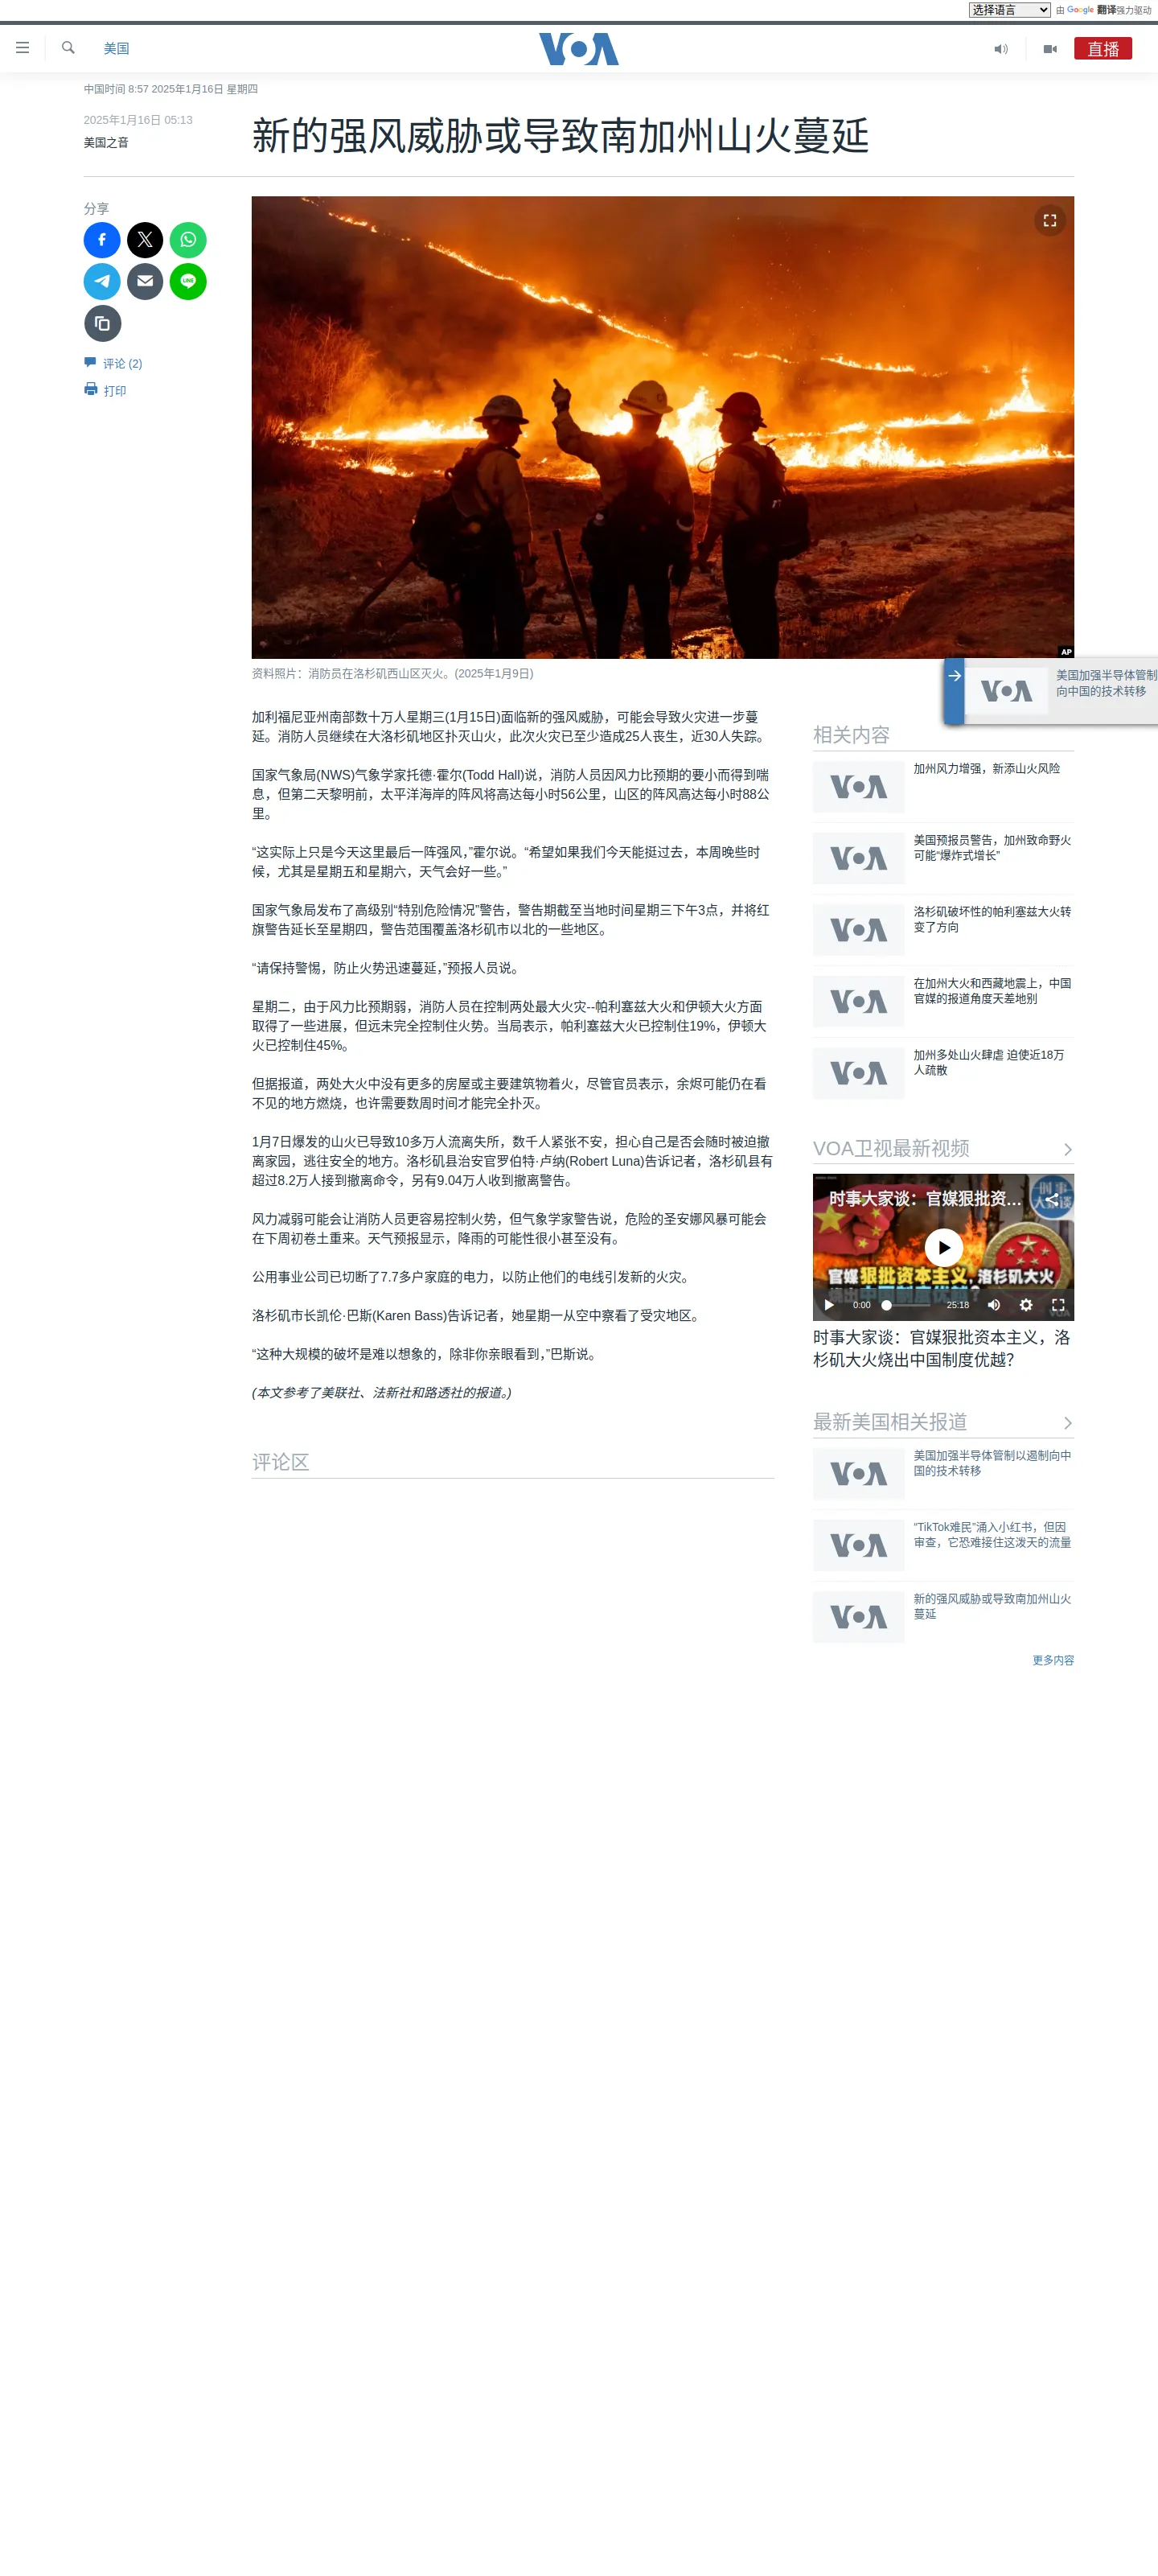 选择语言
由 Google 翻译强力驱动
美国
VOA
直播
中国时间 8:57 2025年1月16日 星期四
2025年1月16日 05:13
美国之音
新的强风威胁或导致南加州山火蔓延
分享
LINE
评论 (2)
打印
AP
资料照片：消防员在洛杉矶西山区灭火。(2025年1月9日)
VOA
美国加强半导体管制
向中国的技术转移
加利福尼亚州南部数十万人星期三(1月15日)面临新的强风威胁，可能会导致火灾进一步蔓
延。消防人员继续在大洛杉矶地区扑灭山火，此次火灾已至少造成25人丧生，近30人失踪。
国家气象局(NWS)气象学家托德·霍尔(Todd Hall)说，消防人员因风力比预期的要小而得到喘
息，但第二天黎明前，太平洋海岸的阵风将高达每小时56公里，山区的阵风高达每小时88公
里。
“这实际上只是今天这里最后一阵强风，”霍尔说。“希望如果我们今天能挺过去，本周晚些时
候，尤其是星期五和星期六，天气会好一些。”
国家气象局发布了高级别“特别危险情况”警告，警告期截至当地时间星期三下午3点，并将红
旗警告延长至星期四，警告范围覆盖洛杉矶市以北的一些地区。
“请保持警惕，防止火势迅速蔓延，”预报人员说。
星期二，由于风力比预期弱，消防人员在控制两处最大火灾--帕利塞兹大火和伊顿大火方面
取得了一些进展，但远未完全控制住火势。当局表示，帕利塞兹大火已控制住19%，伊顿大
火已控制住45%。
但据报道，两处大火中没有更多的房屋或主要建筑物着火，尽管官员表示，余烬可能仍在看
不见的地方燃烧，也许需要数周时间才能完全扑灭。
1月7日爆发的山火已导致10多万人流离失所，数千人紧张不安，担心自己是否会随时被迫撤
离家园，逃往安全的地方。洛杉矶县治安官罗伯特·卢纳(Robert Luna)告诉记者，洛杉矶县有
超过8.2万人接到撤离命令，另有9.04万人收到撤离警告。
风力减弱可能会让消防人员更容易控制火势，但气象学家警告说，危险的圣安娜风暴可能会
在下周初卷土重来。天气预报显示，降雨的可能性很小甚至没有。
公用事业公司已切断了7.7多户家庭的电力，以防止他们的电线引发新的火灾。
洛杉矶市长凯伦·巴斯(Karen Bass)告诉记者，她星期一从空中察看了受灾地区。
“这种大规模的破坏是难以想象的，除非你亲眼看到，”巴斯说。
(本文参考了美联社、法新社和路透社的报道。)
评论区
相关内容
VOA
加州风力增强，新添山火风险
VOA
美国预报员警告，加州致命野火
可能“爆炸式增长”
VOA
洛杉矶破坏性的帕利塞兹大火转
变了方向
VOA
在加州大火和西藏地震上，中国
官媒的报道角度天差地别
VOA
加州多处山火肆虐 迫使近18万
人疏散
VOA卫视最新视频
时事大家谈：官媒狠批资...
时事
大家谈
官媒狠批资本主义，洛杉矶大火
0:00
25:18
时事大家谈：官媒狠批资本主义，洛
杉矶大火烧出中国制度优越？
最新美国相关报道
VOA
美国加强半导体管制以遏制向中
国的技术转移
VOA
“TikTok难民”涌入小红书，但因
审查，它恐难接住这泼天的流量
VOA
新的强风威胁或导致南加州山火
蔓延
更多内容